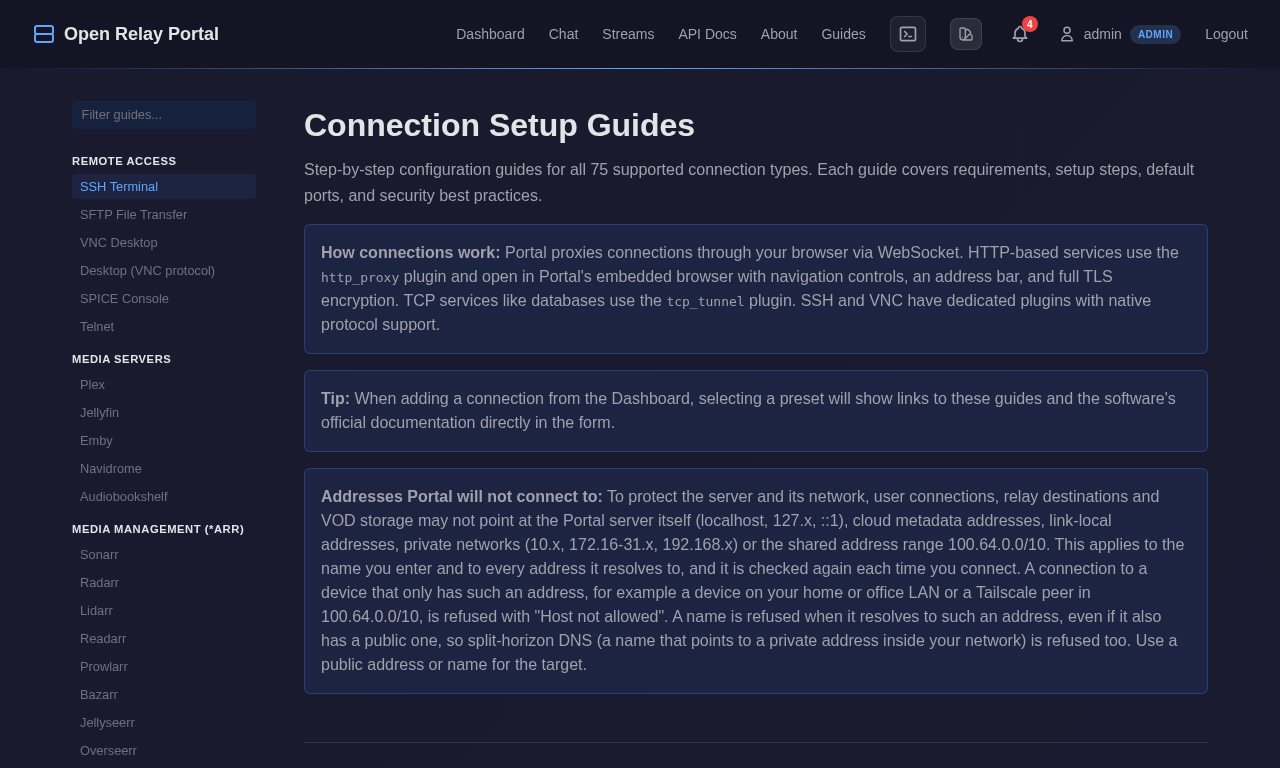 Open Relay Portal
Dashboard
Chat
Streams
API Docs
About
Guides
4
admin
ADMIN
Logout
Filter guides...
REMOTE ACCESS
SSH Terminal
SFTP File Transfer
VNC Desktop
Desktop (VNC protocol)
SPICE Console
Telnet
MEDIA SERVERS
Plex
Jellyfin
Emby
Navidrome
Audiobookshelf
MEDIA MANAGEMENT (*ARR)
Sonarr
Radarr
Lidarr
Readarr
Prowlarr
Bazarr
Jellyseerr
Overseerr
Connection Setup Guides
Step-by-step configuration guides for all 75 supported connection types. Each guide covers requirements, setup steps, default
ports, and security best practices.
How connections work: Portal proxies connections through your browser via WebSocket. HTTP-based services use the
http_proxy plugin and open in Portal's embedded browser with navigation controls, an address bar, and full TLS
encryption. TCP services like databases use the tcp_tunnel plugin. SSH and VNC have dedicated plugins with native
protocol support.
Tip: When adding a connection from the Dashboard, selecting a preset will show links to these guides and the software's
official documentation directly in the form.
Addresses Portal will not connect to: To protect the server and its network, user connections, relay destinations and
VOD storage may not point at the Portal server itself (localhost, 127.x, ::1), cloud metadata addresses, link-local
addresses, private networks (10.x, 172.16-31.x, 192.168.x) or the shared address range 100.64.0.0/10. This applies to the
name you enter and to every address it resolves to, and it is checked again each time you connect. A connection to a
device that only has such an address, for example a device on your home or office LAN or a Tailscale peer in
100.64.0.0/10, is refused with "Host not allowed". A name is refused when it resolves to such an address, even if it also
has a public one, so split-horizon DNS (a name that points to a private address inside your network) is refused too. Use a
public address or name for the target.